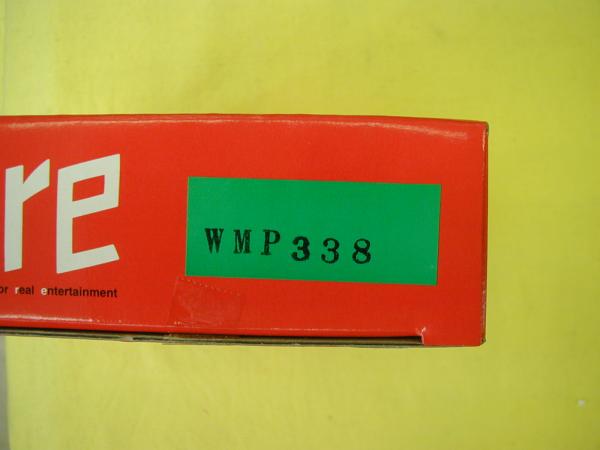 re
or real entertainment
WMP338